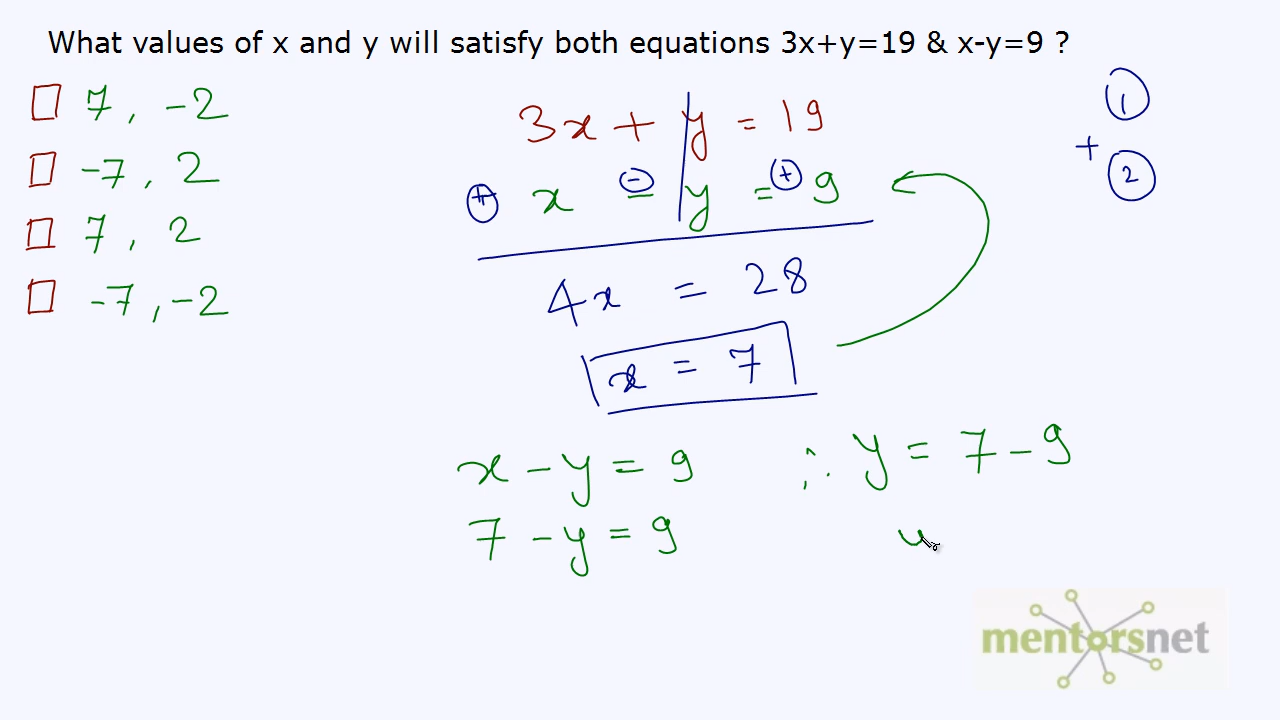 What values of x and y will satisfy both equations 3x+y=19 & x-y=9 ?
7, -2
-7, 2
7, 2
-7, -2
3x + y = 19
+ x - y = + 9
-
4x = 28
x = 7
1
+
2
x - y = 9
7 - y = 9
∴ y = 7 - 9
mentorsnet